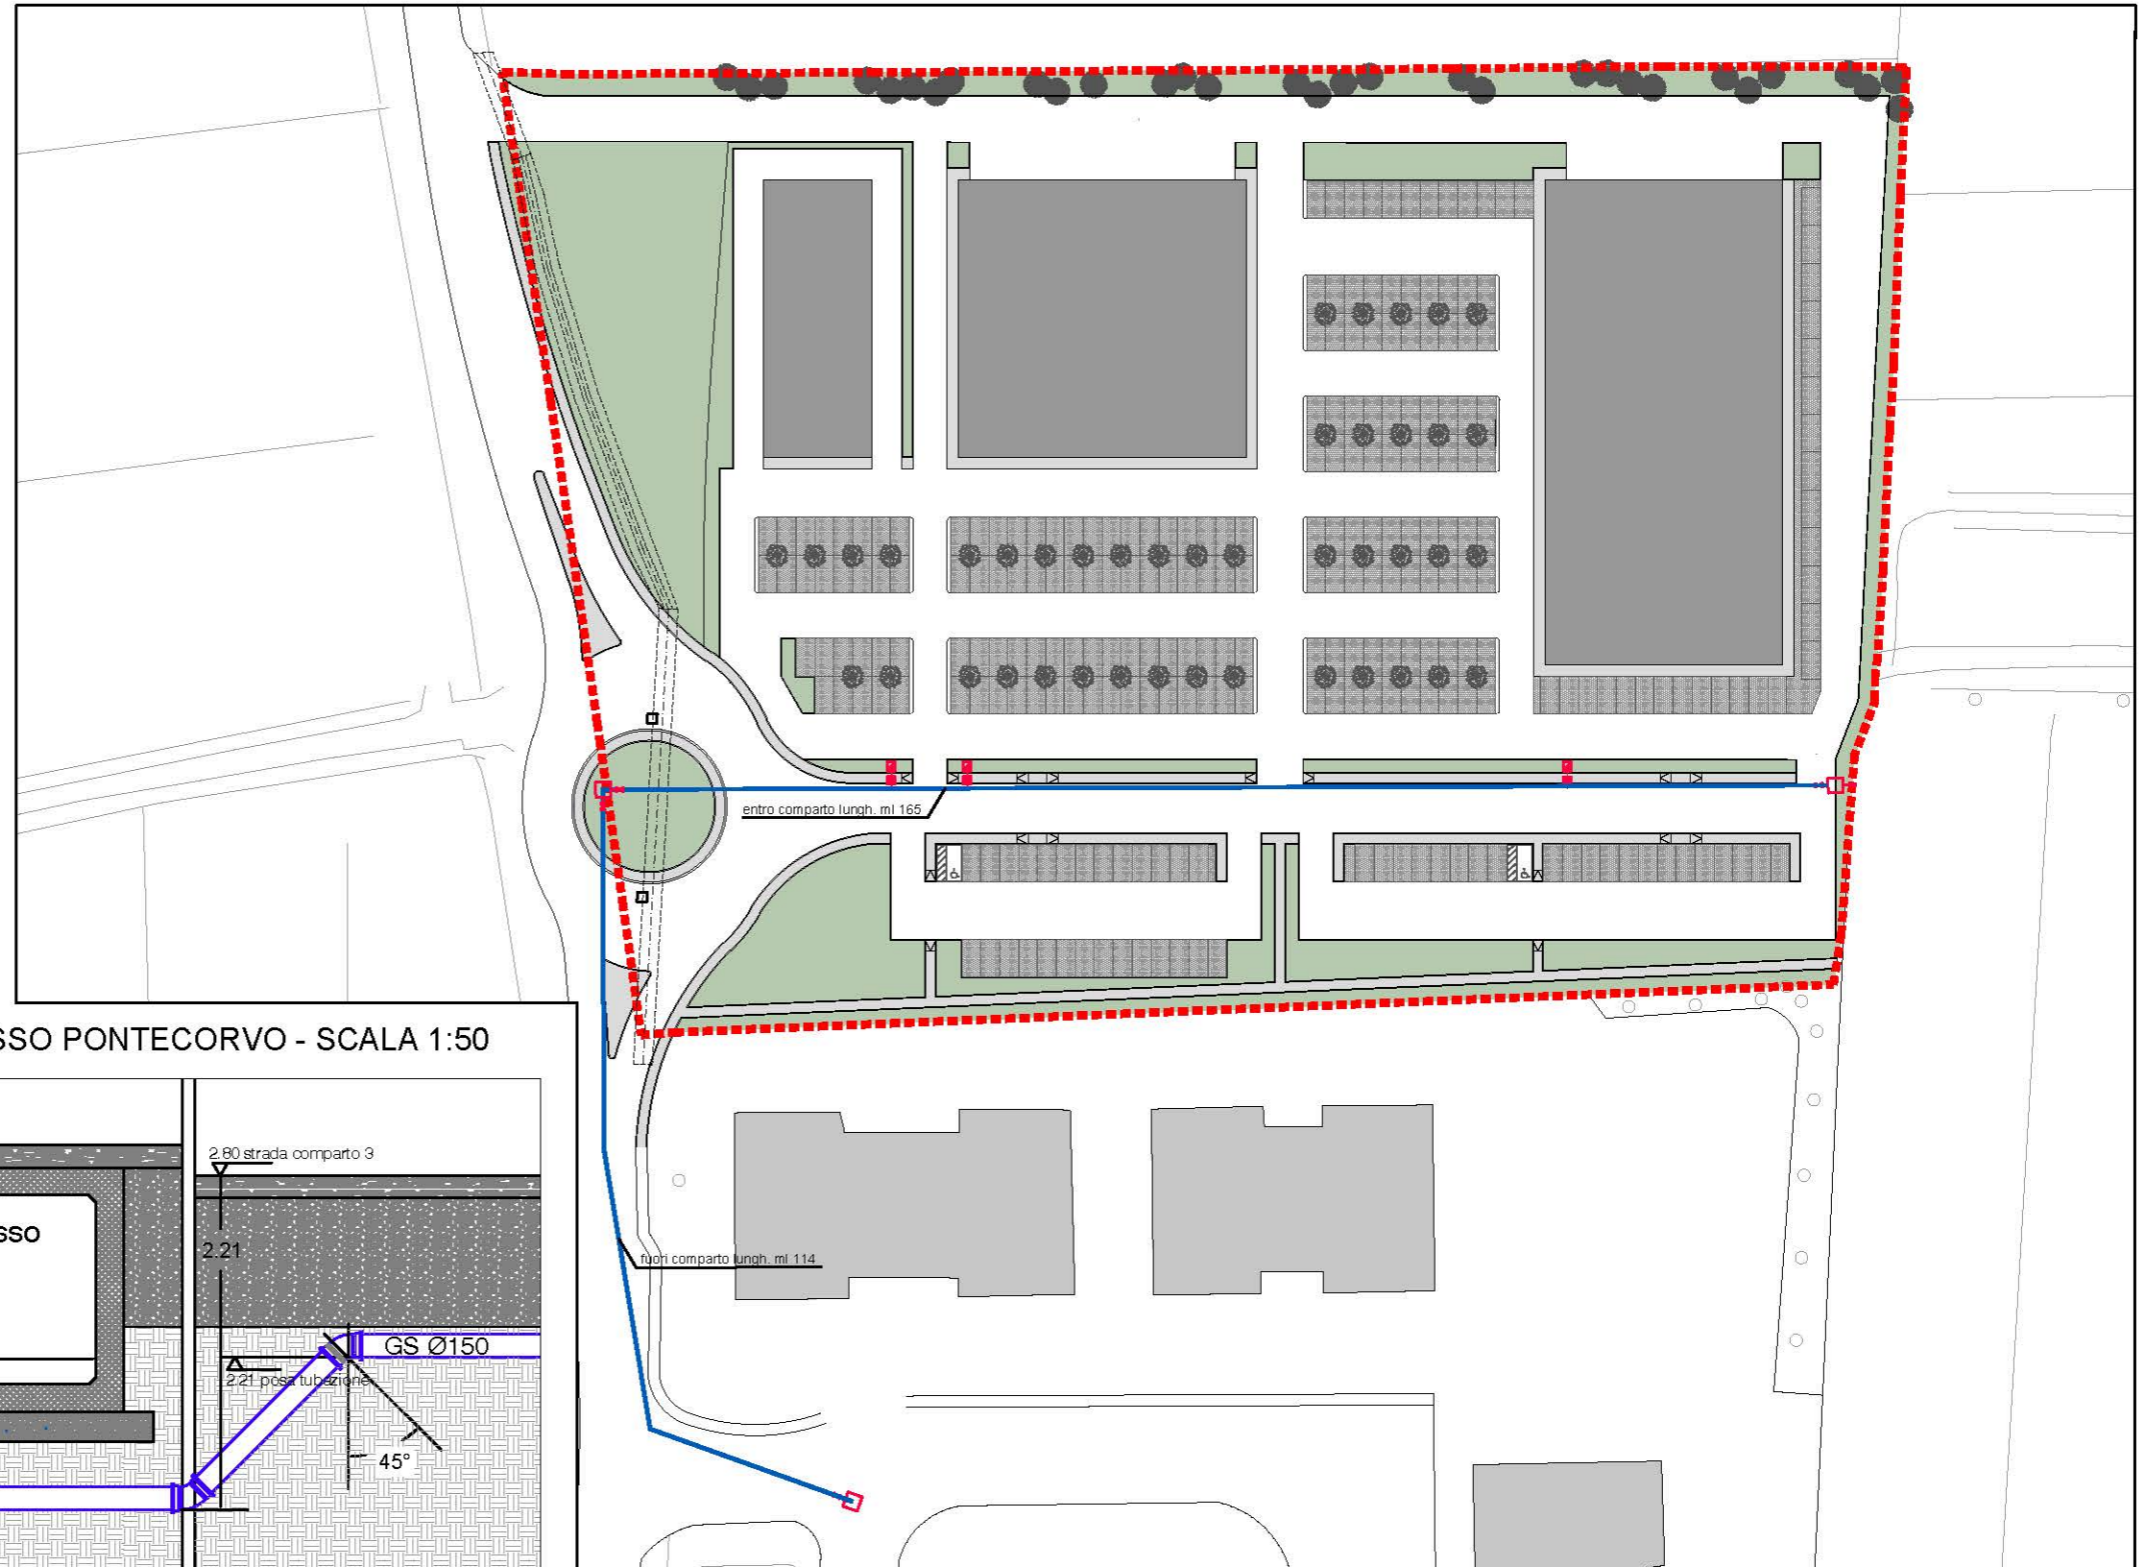 entro comparto lungh. ml 165
SSO PONTECORVO - SCALA 1:50
2.80 strada comparto 3
sso
2.21
fuori comparto lungh. ml 114
GS Ø150
2.21 posa tubazione
45°